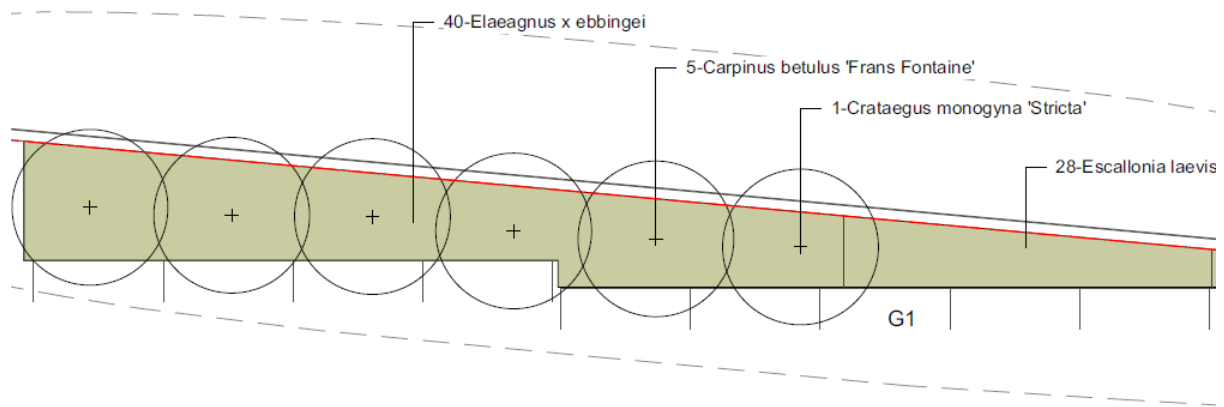 40-Elaeagnus x ebbingei
5-Carpinus betulus 'Frans Fontaine'
1-Crataegus monogyna 'Stricta'
28-Escallonia laevis
G1